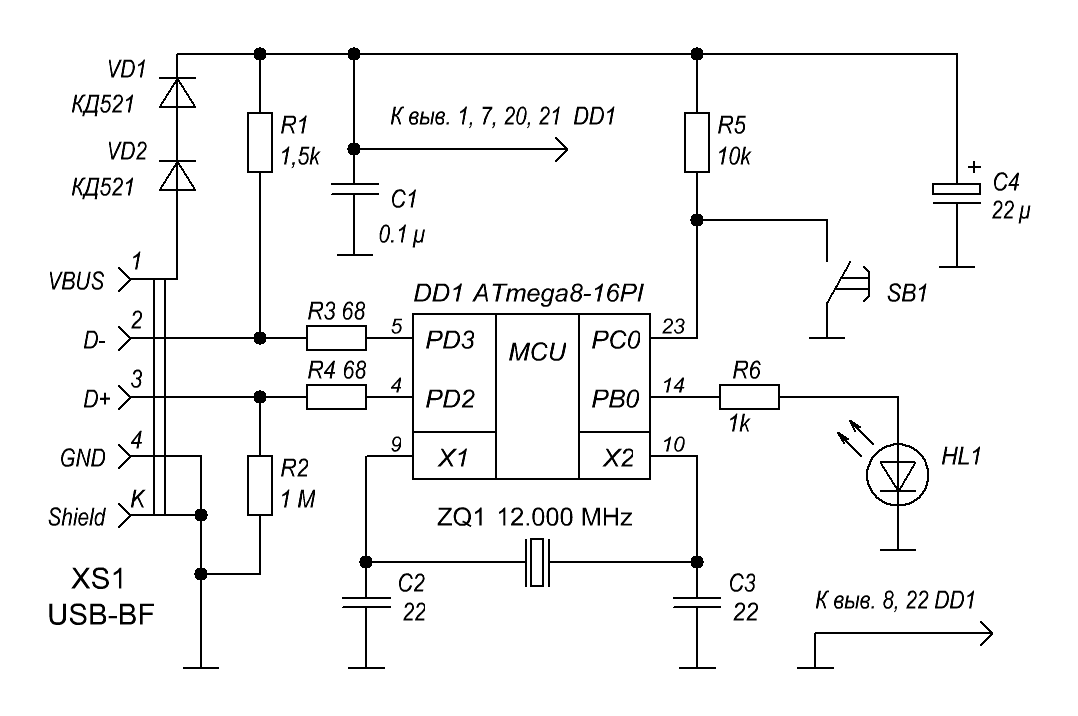 VD1
КД521
VD2
КД521
R1
1,5k
К выв. 1, 7, 20, 21 DD1
C1
0.1 µ
R5
10k
+
C4
22 µ
SB1
VBUS
1
D-
2
D+
3
GND
4
Shield
K
XS1
USB-BF
R2
1 M
R3 68
R4 68
DD1 ATmega8-16PI
5
PD3
MCU
PC0
23
4
PD2
PB0
14
9
X1
X2
10
R6
1k
HL1
ZQ1 12.000 MHz
C2
22
C3
22
К выв. 8, 22 DD1